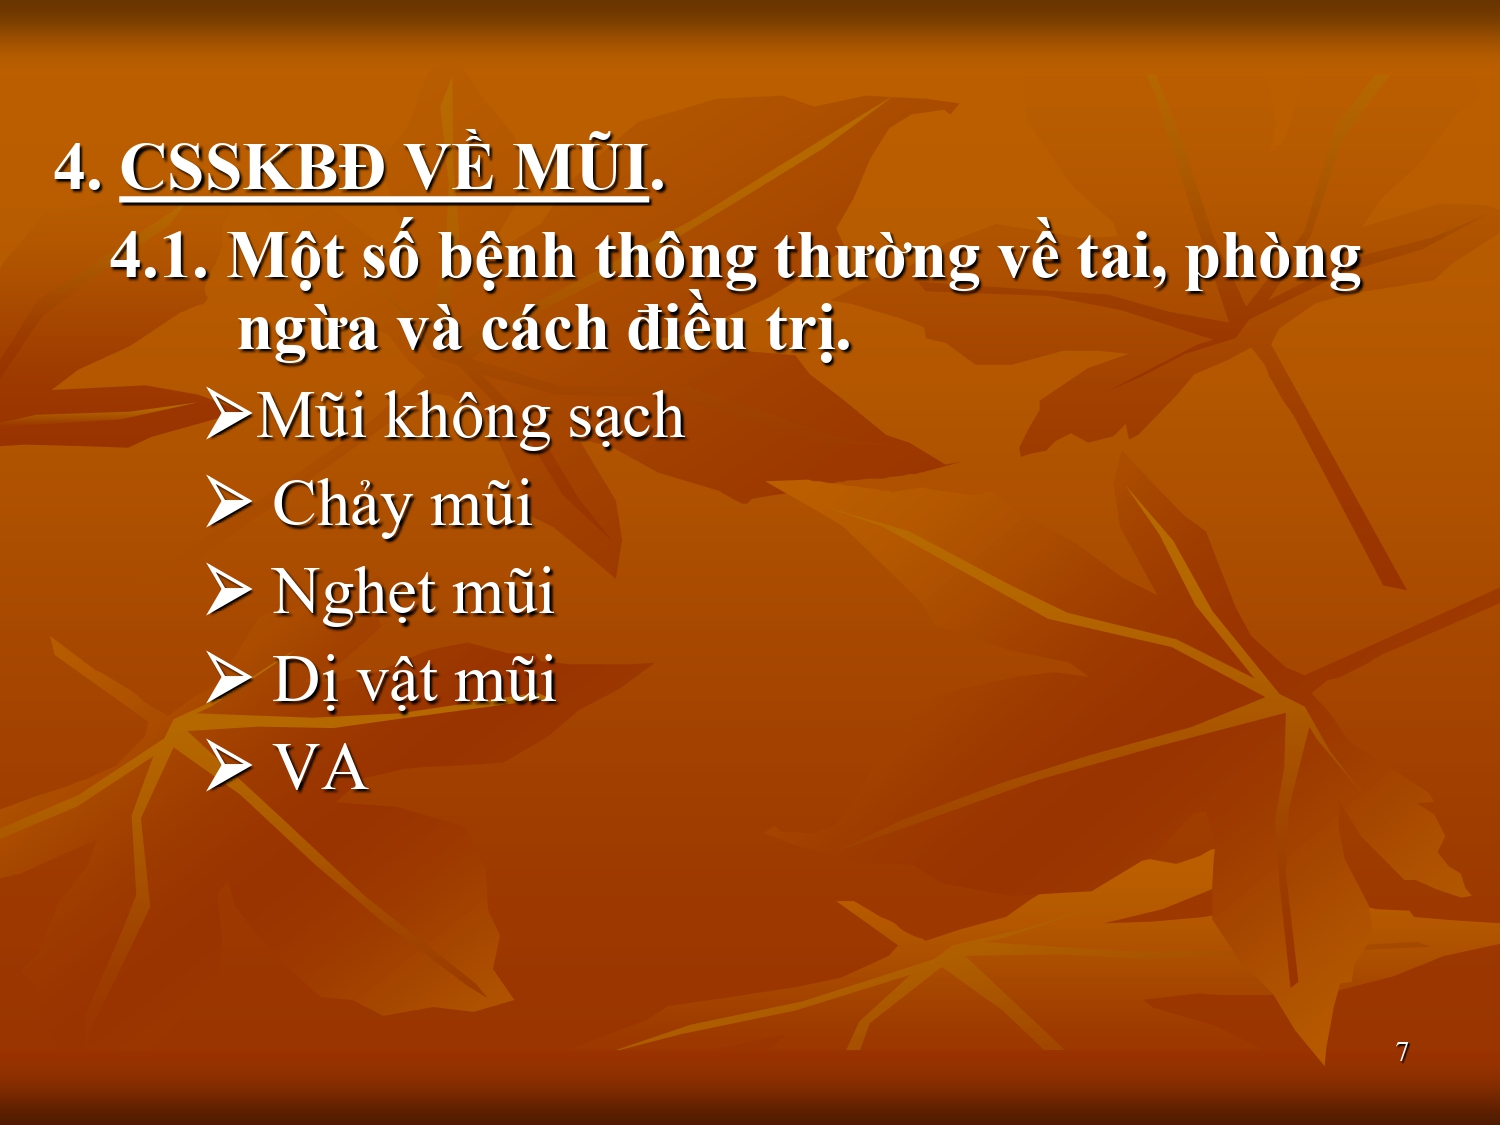 4. CSSKBĐ VỀ MŨI.
4.1. Một số bệnh thông thường về tai, phòng
ngừa và cách điều trị.
➢Mũi không sạch
➢ Chảy mũi
➢ Nghẹt mũi
➢ Dị vật mũi
➢ VA
7